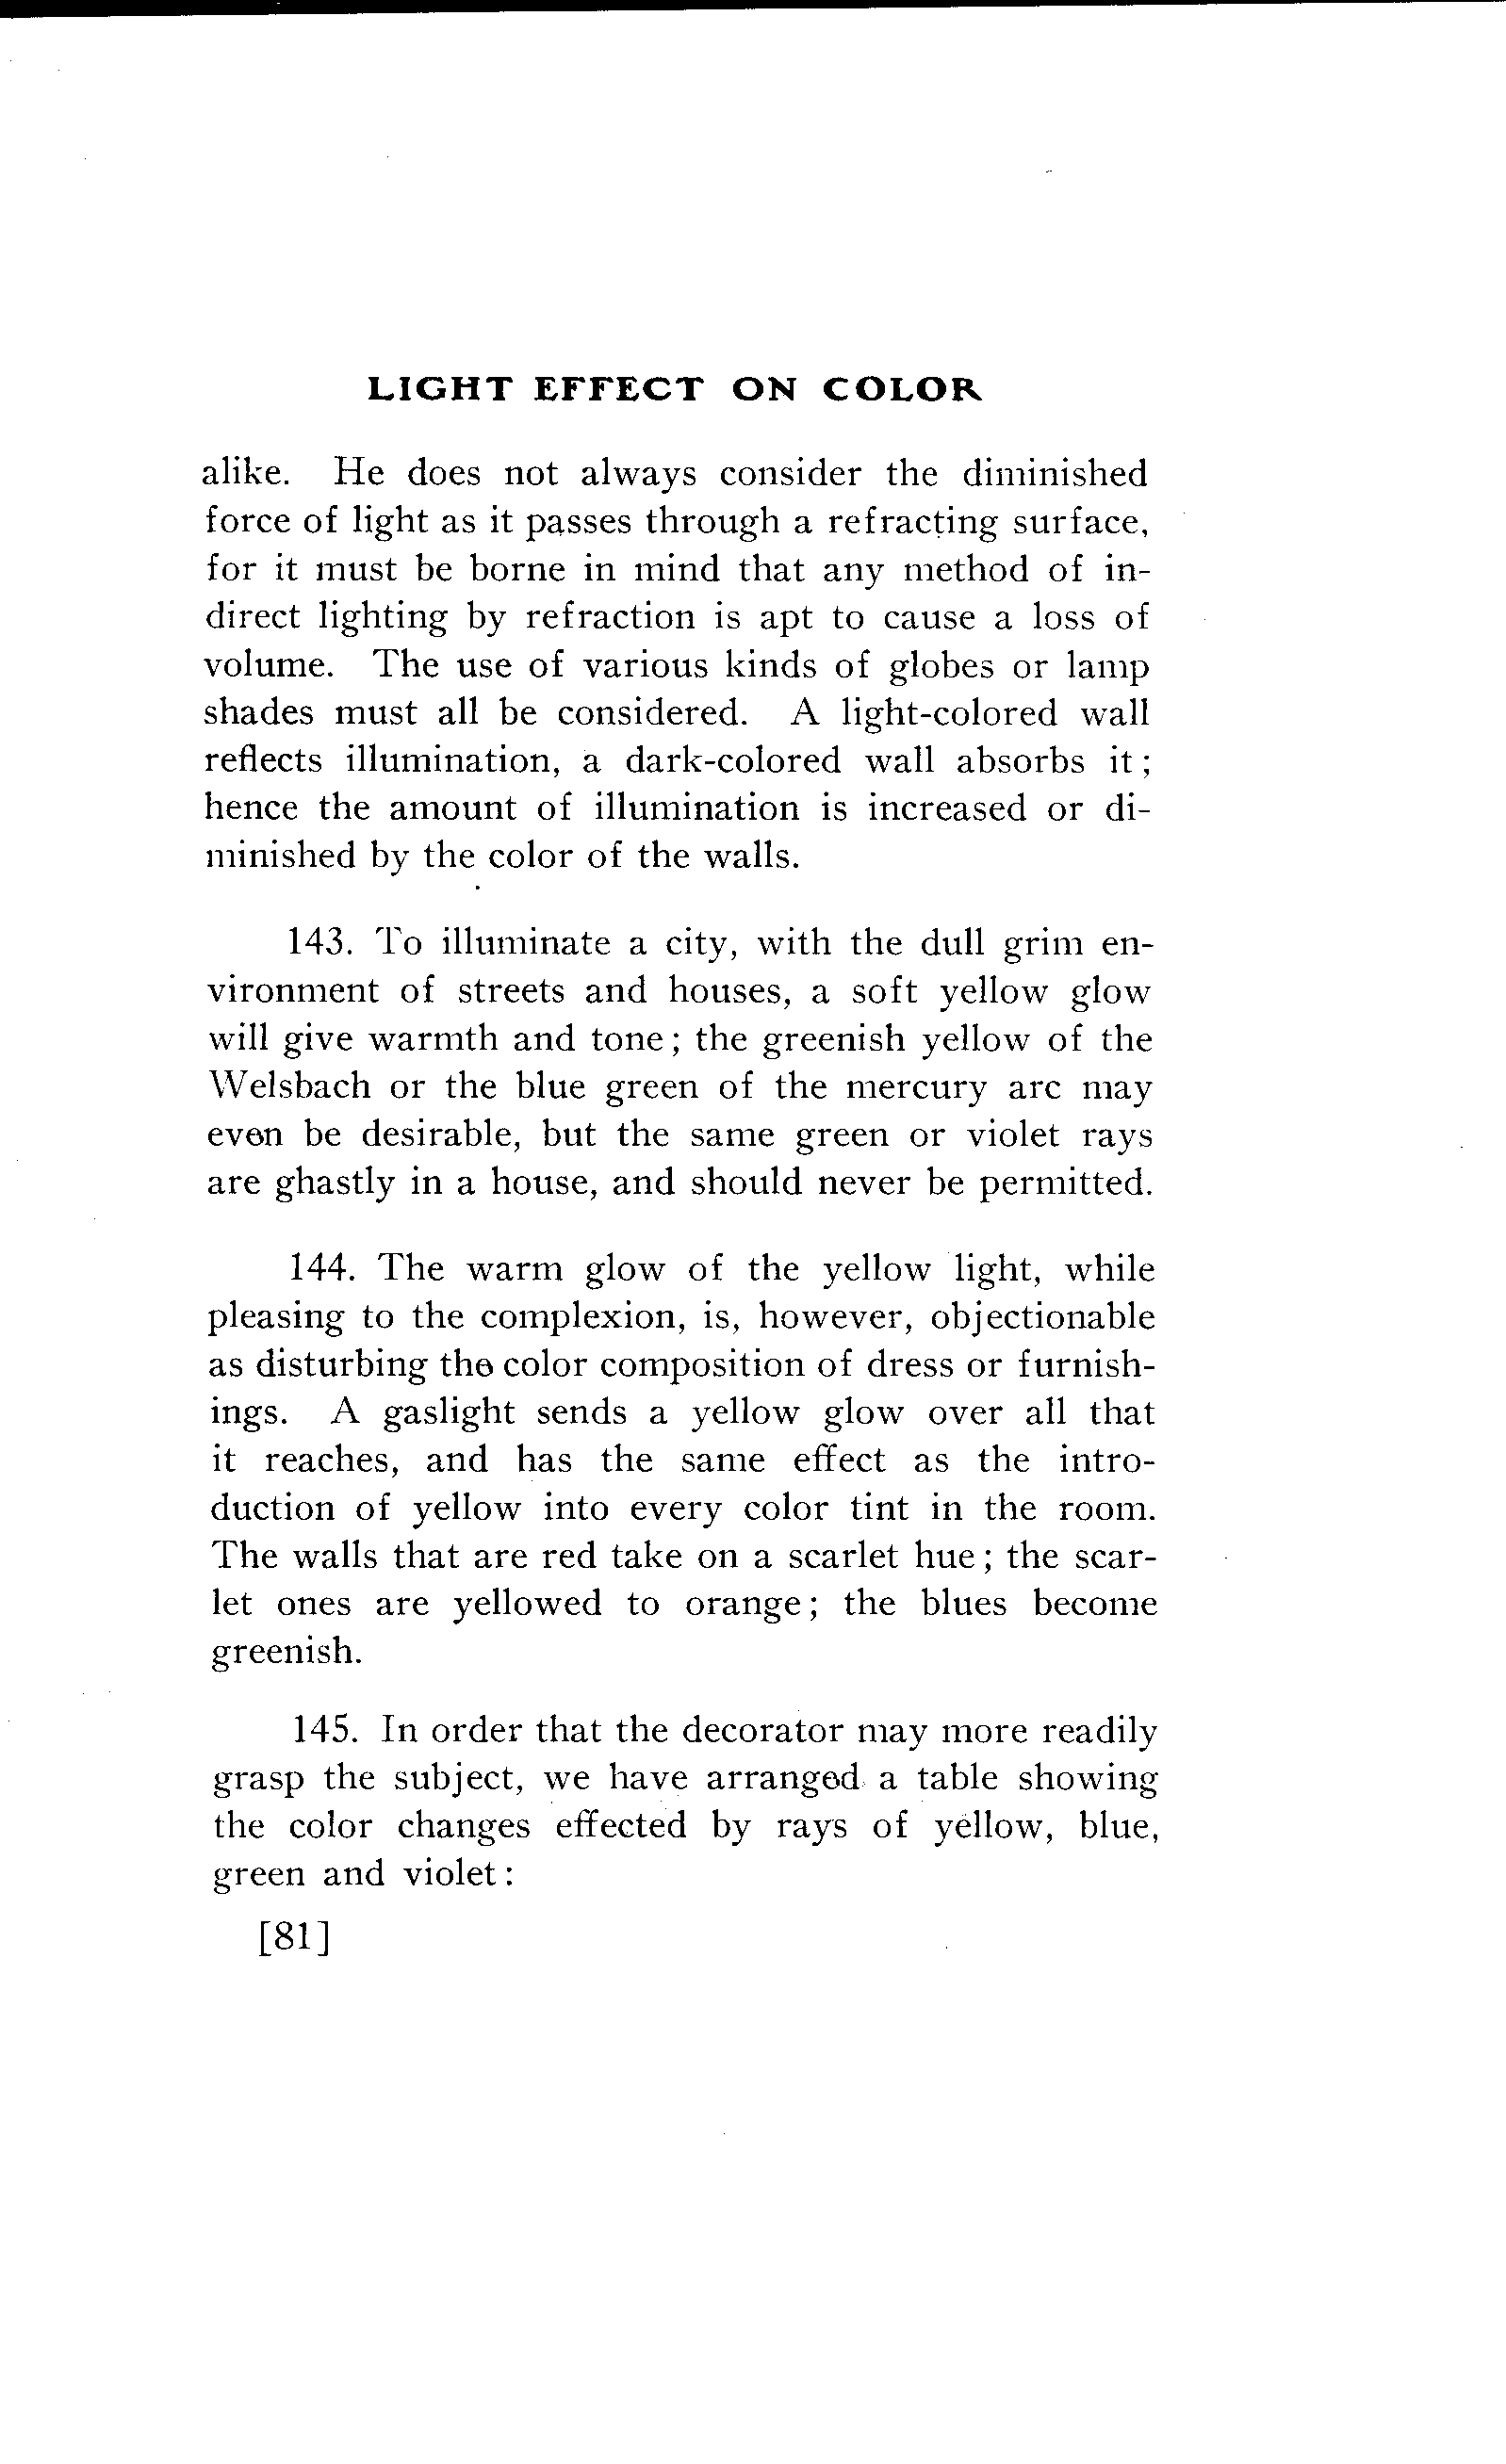 LIGHT EFFECT ON COLOR
alike. He does not always consider the diminished
force of light as it passes through a refracting surface,
for it must be borne in mind that any method of in-
direct lighting by refraction is apt to cause a loss of
volume. The use of various kinds of globes or lamp
shades must all be considered. A light-colored wall
reflects illumination, a dark-colored wall absorbs it;
hence the amount of illumination is increased or di-
minished by the color of the walls.
143. To illuminate a city, with the dull grim en-
vironment of streets and houses, a soft yellow glow
will give warmth and tone; the greenish yellow of the
Welsbach or the blue green of the mercury arc may
even be desirable, but the same green or violet rays
are ghastly in a house, and should never be permitted.
144. The warm glow of the yellow light, while
pleasing to the complexion, is, however, objectionable
as disturbing the color composition of dress or furnish-
ings. A gaslight sends a yellow glow over all that
it reaches, and has the same effect as the intro-
duction of yellow into every color tint in the room.
The walls that are red take on a scarlet hue; the scar-
let ones are yellowed to orange; the blues become
greenish.
145. In order that the decorator may more readily
grasp the subject, we have arranged a table showing
the color changes effected by rays of yellow, blue,
green and violet:
[81]